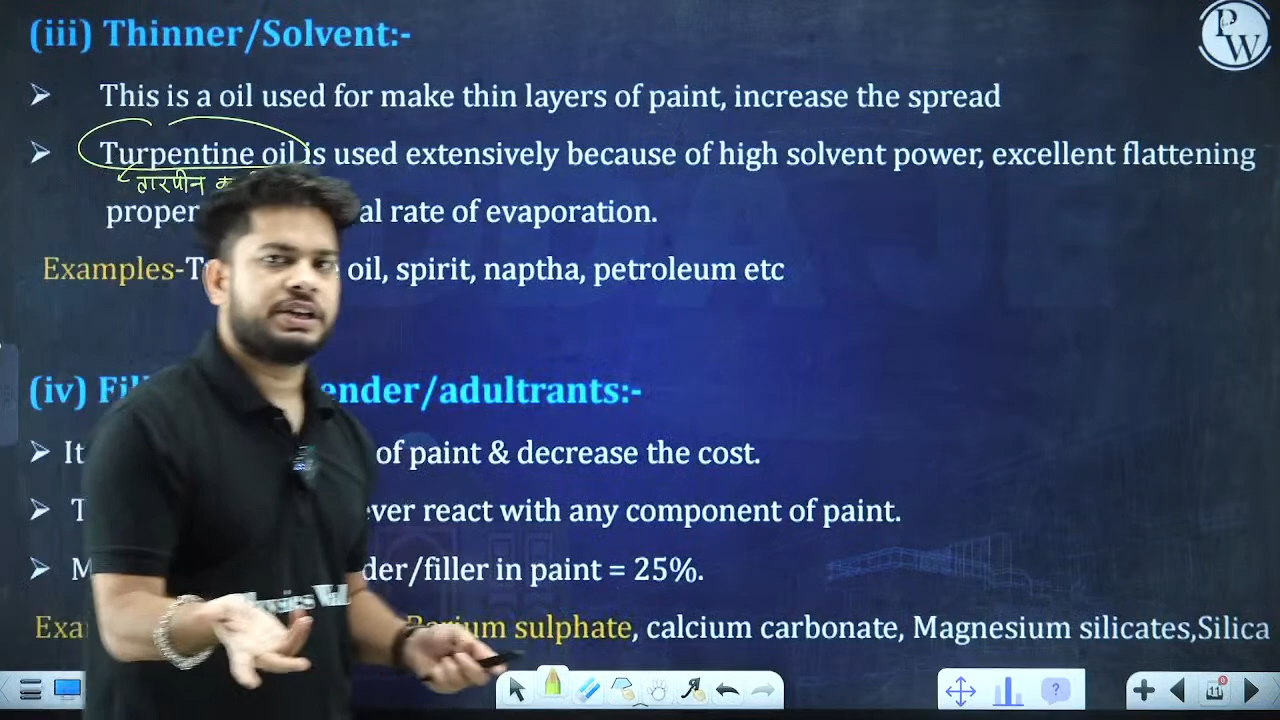 (iii) Thinner/Solvent:-
PW
➤ This is a oil used for make thin layers of paint, increase the spread
➤ Turpentine oil is used extensively because of high solvent power, excellent flattening
तारपीन
proper al rate of evaporation.
Examples- oil, spirit, naptha, petroleum etc
(iv) Fil ender/adultrants:-
➤ It of paint & decrease the cost.
➤ T ever react with any component of paint.
➤ M der/filler in paint = 25%.
Exa Barium sulphate, calcium carbonate, Magnesium silicates,Silica